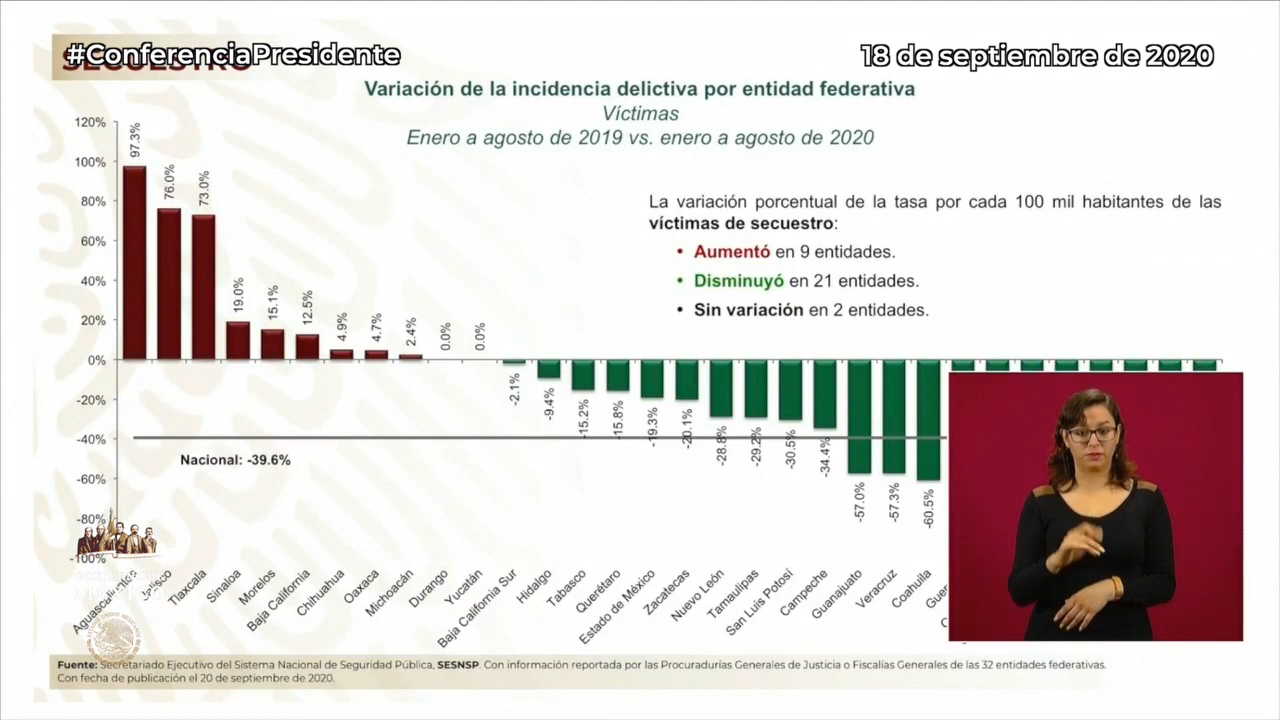 #ConferenciaPresidente
18 de septiembre de 2020
SECUESTRO
Variación de la incidencia delictiva por entidad federativa
Víctimas
Enero a agosto de 2019 vs. enero a agosto de 2020
La variación porcentual de la tasa por cada 100 mil habitantes de las
víctimas de secuestro:
• Aumentó en 9 entidades.
• Disminuyó en 21 entidades.
• Sin variación en 2 entidades.
120%
100%
80%
60%
40%
20%
0%
-20%
-40%
-60%
-80%
-100%
97.3%
76.0%
73.0%
19.0%
15.1%
12.5%
4.9%
4.7%
2.4%
0.0%
0.0%
-2.1%
-9.4%
-15.2%
-15.8%
-19.3%
-20.1%
-28.8%
-29.2%
-30.5%
-34.4%
-57.0%
-57.3%
-60.5%
Nacional: -39.6%
Tlaxcala
Sinaloa
Morelos
Baja California
Chihuahua
Oaxaca
Michoacán
Durango
Yucatán
Baja California Sur
Hidalgo
Tabasco
Querétaro
Estado de México
Zacatecas
Nuevo León
Tamaulipas
San Luis Potosí
Campeche
Guanajuato
Veracruz
Coahuila
Fuente: Secretariado Ejecutivo del Sistema Nacional de Seguridad Pública, SESNSP. Con información reportada por las Procuradurías Generales de Justicia o Fiscalías Generales de las 32 entidades federativas.
Con fecha de publicación el 20 de septiembre de 2020.